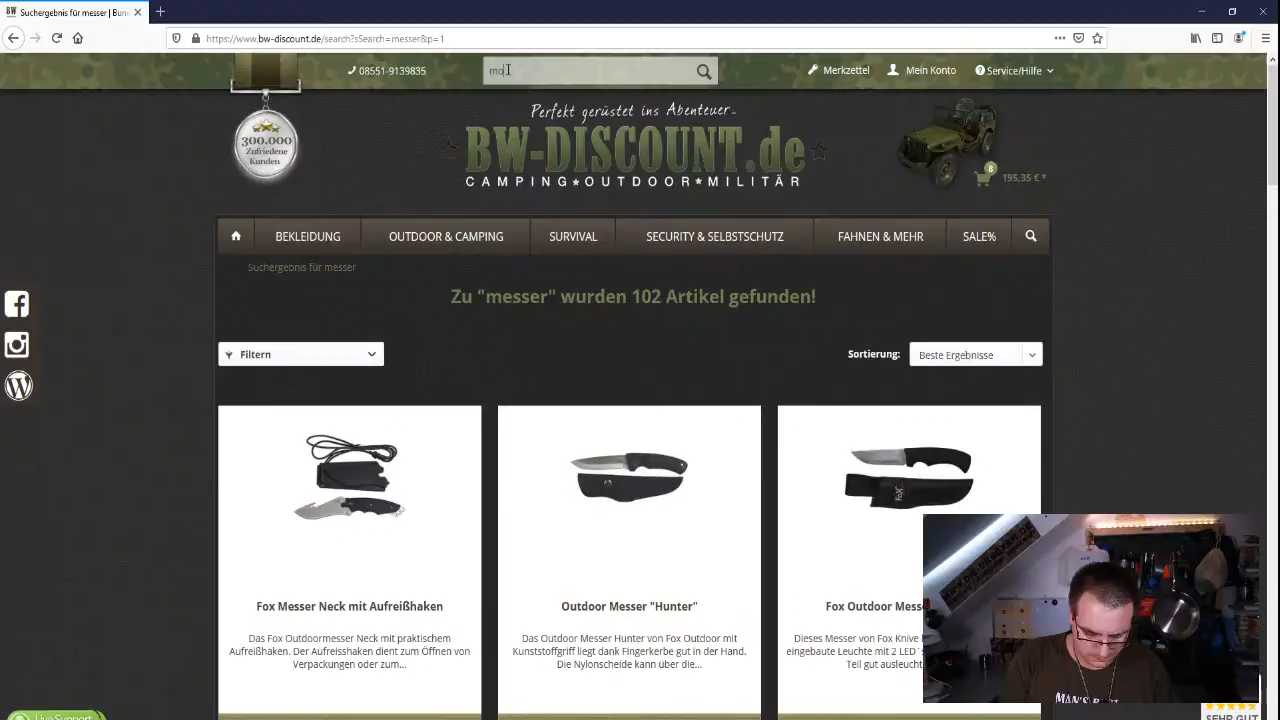 Suchergebnis für messer | Bun
https://www.bw-discount.de/search?sSearch=messer&p=1
08551-9139835
mo
Merkzettel
Mein Konto
Service/Hilfe
300.000
Zufriedene
Kunden
Perfekt gerüstet ins Abenteuer...
BW-DISCOUNT.de
CAMPING★OUTDOOR★MILITÄR
8
195,35 € *
BEKLEIDUNG
OUTDOOR & CAMPING
SURVIVAL
SECURITY & SELBSTSCHUTZ
FAHNEN & MEHR
SALE%
Suchergebnis für messer
Zu "messer" wurden 102 Artikel gefunden!
Filtern
Sortierung:
Beste Ergebnisse
Fox Messer Neck mit Aufreißhaken
Das Fox Outdoormesser Neck mit praktischem
Aufreißhaken. Der Aufreisshaken dient zum Öffnen von
Verpackungen oder zum...
Outdoor Messer "Hunter"
Das Outdoor Messer Hunter von Fox Outdoor mit
Kunststoffgriff liegt dank Fingerkerbe gut in der Hand.
Die Nylonscheide kann über die...
Fox Outdoor Mess
Dieses Messer von Fox Knive
eingebaute Leuchte mit 2 LED´s
Teil gut ausleucht
MAN'S
Live Support
SEHR GUT